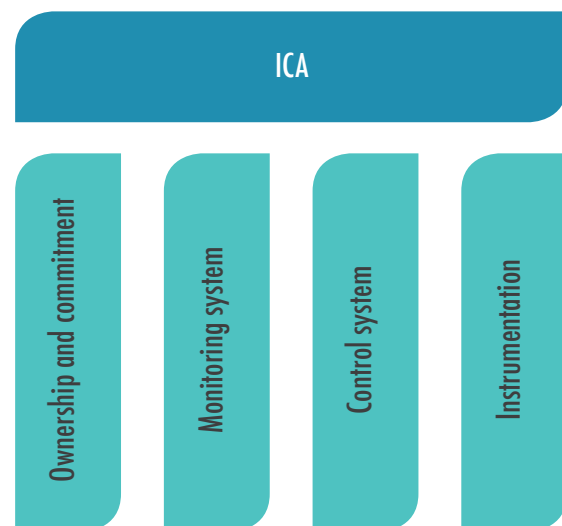 ICA
Ownership and commitment
Monitoring system
Control system
Instrumentation